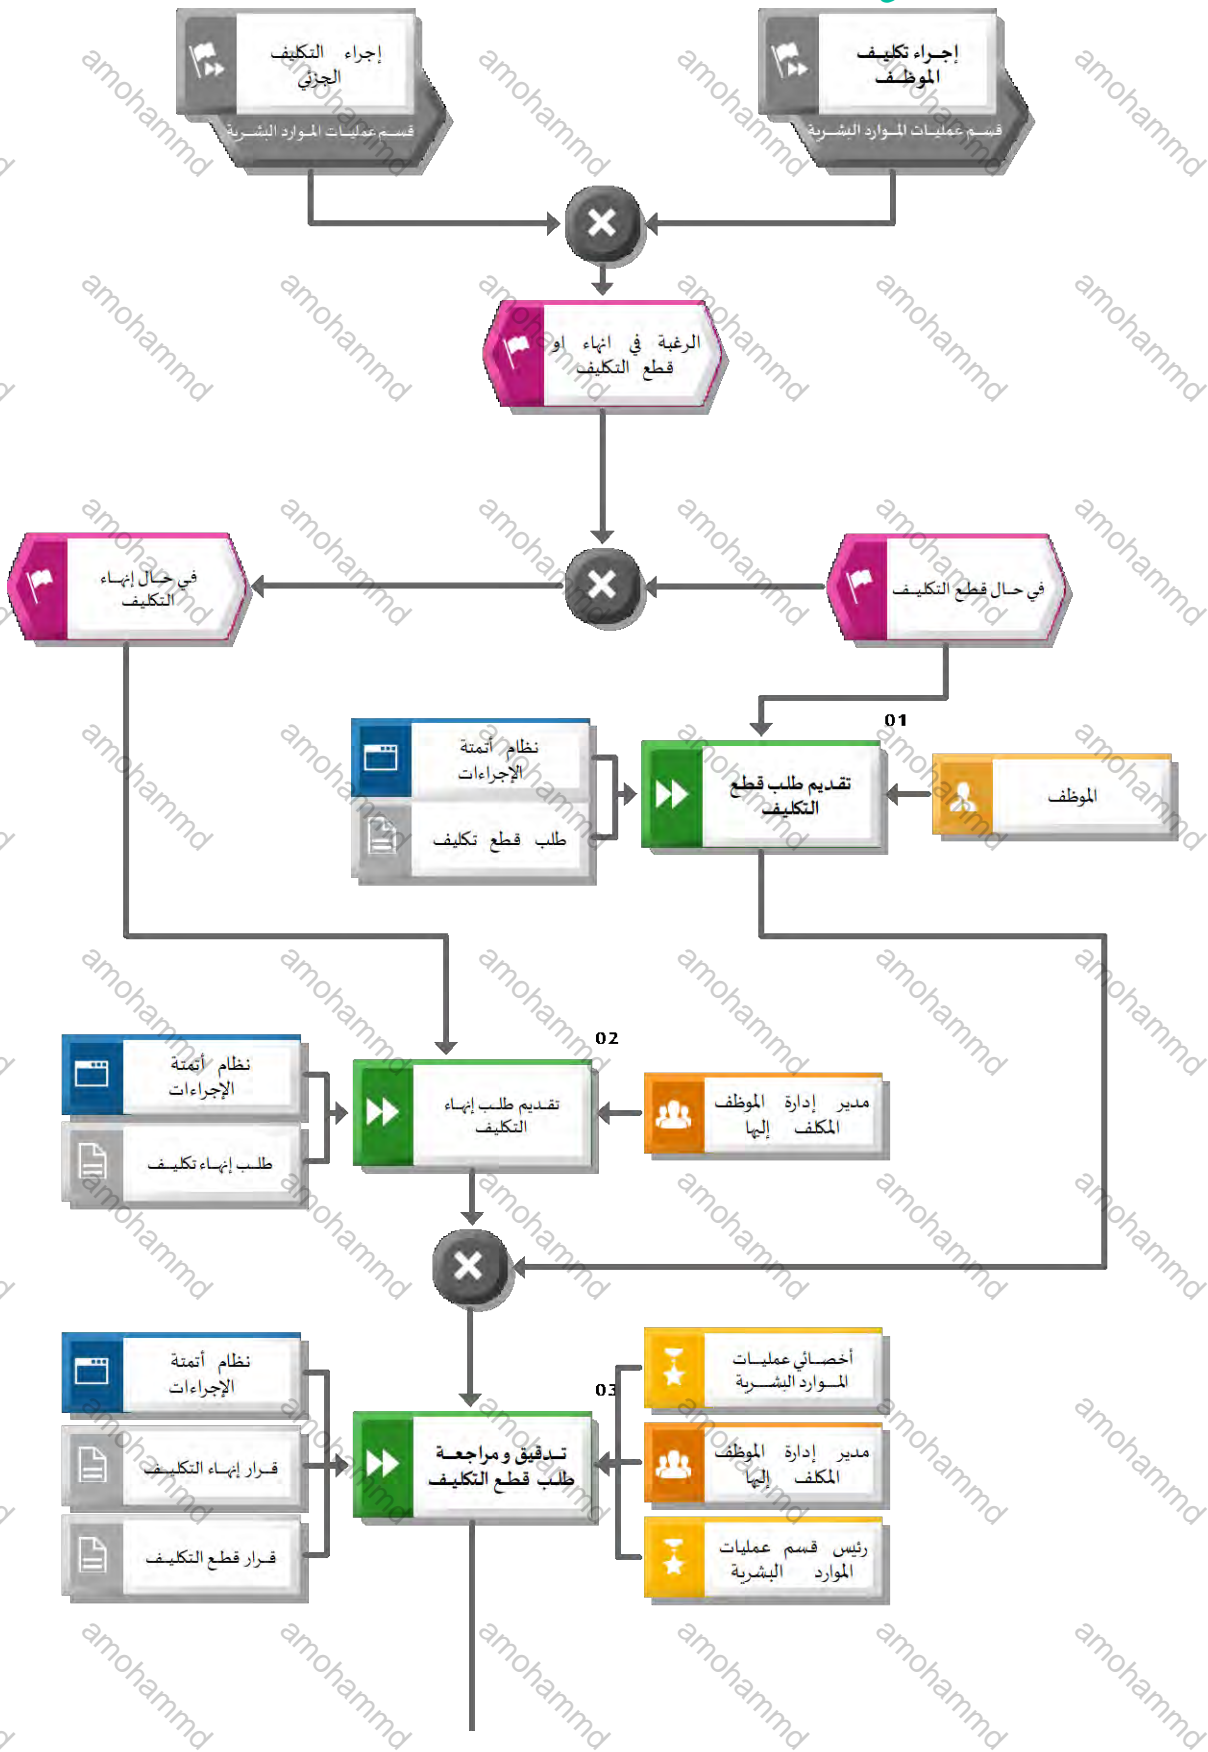 إجراء تكليف
الموظف
قسم عمليات الموارد البشرية
إجراء التكليف
الجزئي
قسم عمليات الموارد البشرية
الرغبة في انهاء او
قطع التكليف
في حال قطع التكليف
في حال إنهاء
التكليف
01
الموظف
تقديم طلب قطع
التكليف
نظام أتمتة
الإجراءات
طلب قطع تكليف
02
مدير إدارة الموظف
المكلف إليها
تقديم طلب إنهاء
التكليف
نظام أتمتة
الإجراءات
طلب إنهاء تكليف
03
أخصائي عمليات
الموارد البشرية
مدير إدارة الموظف
المكلف إليها
رئيس قسم عمليات
الموارد البشرية
تدقيق ومراجعة
طلب قطع التكليف
نظام أتمتة
الإجراءات
قرار إنهاء التكليف
قرار قطع التكليف
amohammd